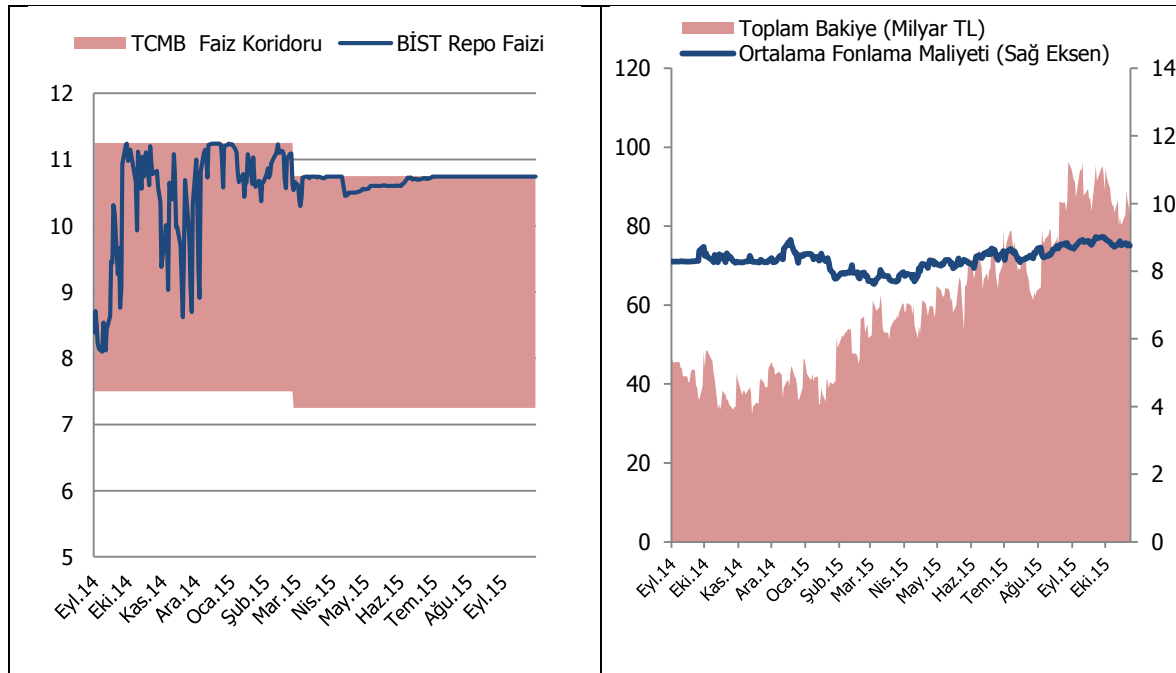 TCMB Faiz Koridoru
BİST Repo Faizi
12
11
10
9
8
7
6
5
Eyl.14
Eki.14
Kas.14
Ara.14
Oca.15
Şub.15
Mar.15
Nis.15
May.15
Haz.15
Tem.15
Ağu.15
Eyl.15
Toplam Bakiye (Milyar TL)
Ortalama Fonlama Maliyeti (Sağ Eksen)
120
100
80
60
40
20
0
14
12
10
8
6
4
2
0
Eyl.14
Eki.14
Kas.14
Ara.14
Oca.15
Şub.15
Mar.15
Nis.15
May.15
Haz.15
Tem.15
Ağu.15
Eyl.15
Eki.15